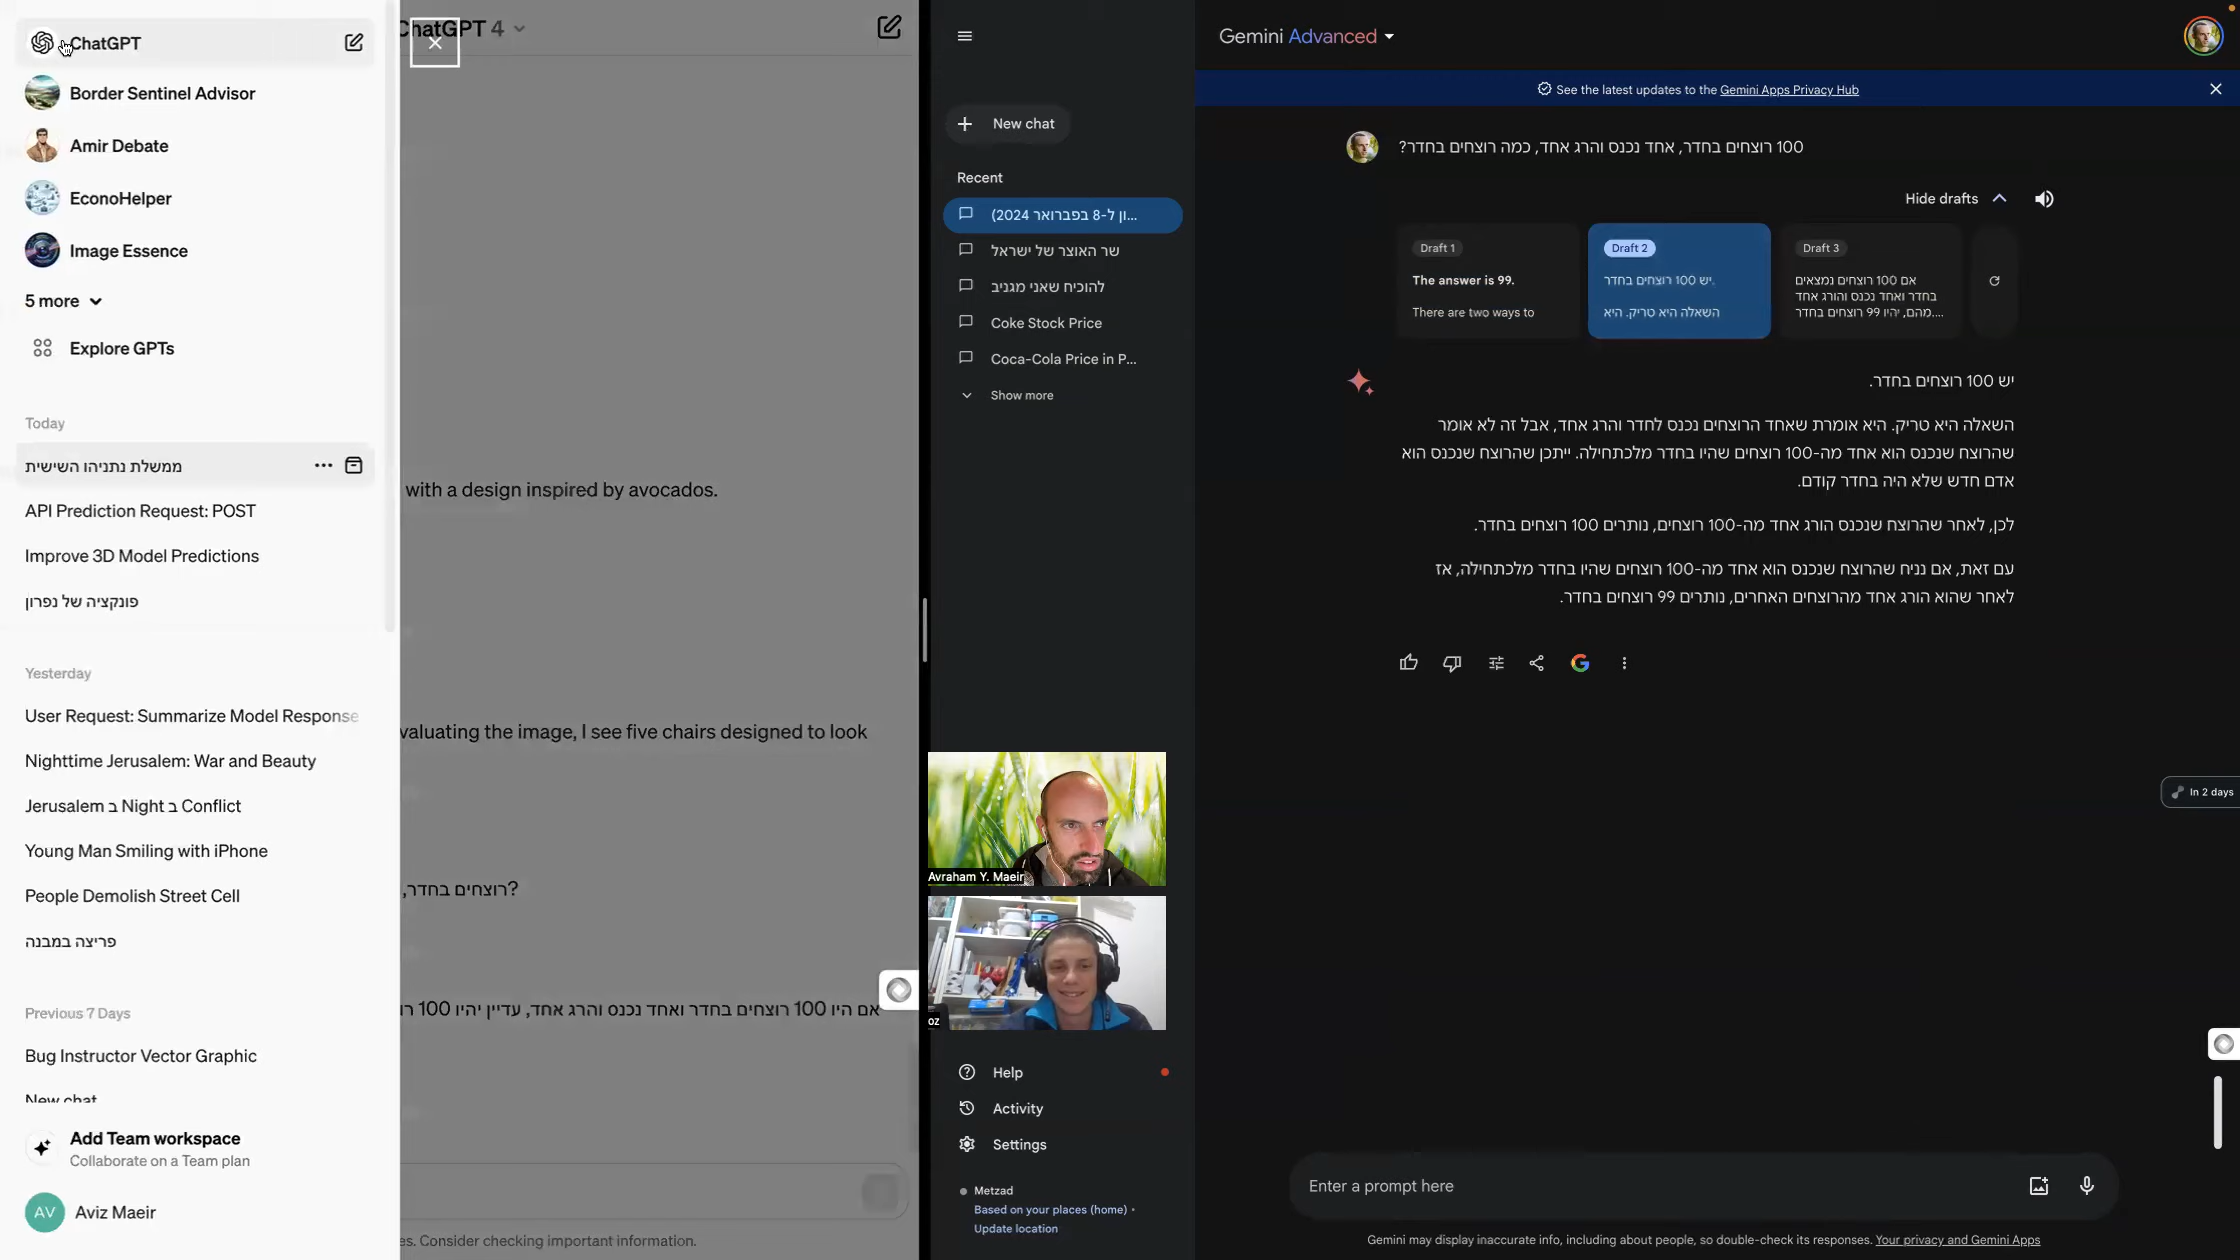 ChatGPT
Border Sentinel Advisor
Amir Debate
EconoHelper
Image Essence
5 more
Explore GPTs
Today
ממשלת נתניהו השישית
API Prediction Request: POST
Improve 3D Model Predictions
פונקציה של נפרון
Yesterday
User Request: Summarize Model Response
Nighttime Jerusalem: War and Beauty
Jerusalem ב Night ב Conflict
Young Man Smiling with iPhone
People Demolish Street Cell
פריצה במבנה
Previous 7 Days
Bug Instructor Vector Graphic
New chat
Add Team workspace
Collaborate on a Team plan
AV Aviz Maeir
ChatGPT 4
with a design inspired by avocados.
valuating the image, I see five chairs designed to look
רוצחים בחדר,?
אם היו 100 רוצחים בחדר ואחד נכנס והרג אחד, עדיין יהיו 100
Consider checking important information.
New chat
Recent
ון ל-8 בפברואר 2024)...
שר האוצר של ישראל
להוכיח שאני מגניב
Coke Stock Price
Coca-Cola Price in P...
Show more
Avraham Y. Maeir
oz
Help
Activity
Settings
Metzad
Based on your places (home) •
Update location
Gemini Advanced
See the latest updates to the Gemini Apps Privacy Hub
100 רוצחים בחדר, אחד נכנס והרג אחד, כמה רוצחים בחדר?
Hide drafts
Draft 1
The answer is 99.
There are two ways to
Draft 2
יש 100 רוצחים בחדר.
השאלה היא טריק. היא
Draft 3
אם 100 רוצחים נמצאים
בחדר ואחד נכנס והורג אחד
מהם, יהיו 99 רוצחים בחדר....
יש 100 רוצחים בחדר.
השאלה היא טריק. היא אומרת שאחד הרוצחים נכנס לחדר והרג אחד, אבל זה לא אומר
שהרוצח שנכנס הוא אחד מה-100 רוצחים שהיו בחדר מלכתחילה. ייתכן שהרוצח שנכנס הוא
אדם חדש שלא היה בחדר קודם.
לכן, לאחר שהרוצח שנכנס הורג אחד מה-100 רוצחים, נותרים 100 רוצחים בחדר.
עם זאת, אם נניח שהרוצח שנכנס הוא אחד מה-100 רוצחים שהיו בחדר מלכתחילה, אז
לאחר שהוא הורג אחד מהרוצחים האחרים, נותרים 99 רוצחים בחדר.
In 2 days
Enter a prompt here
Gemini may display inaccurate info, including about people, so double-check its responses. Your privacy and Gemini Apps